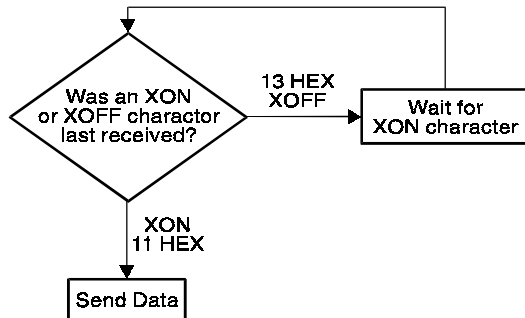 Was an XON
or XOFF charactor
last received?
13 HEX
XOFF
Wait for
XON character
XON
11 HEX
Send Data